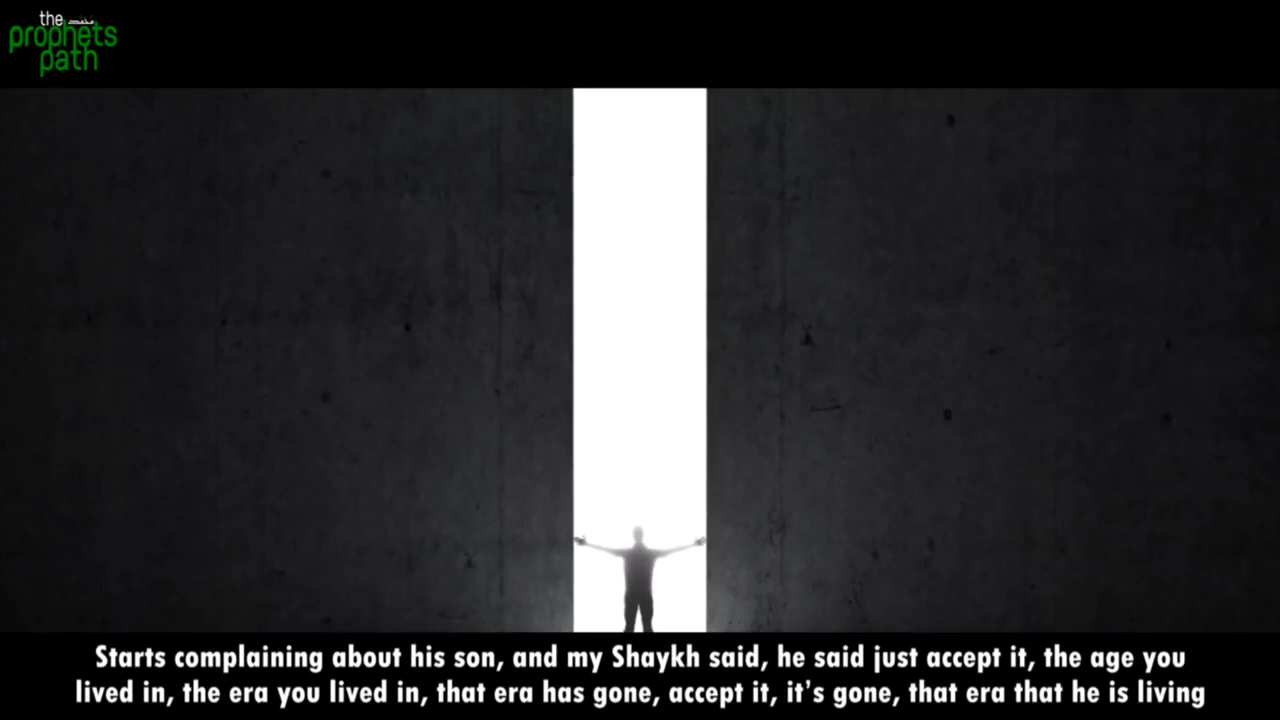 the محمد
prophets
path
Starts complaining about his son, and my Shaykh said, he said just accept it, the age you
lived in, the era you lived in, that era has gone, accept it, it's gone, that era that he is living